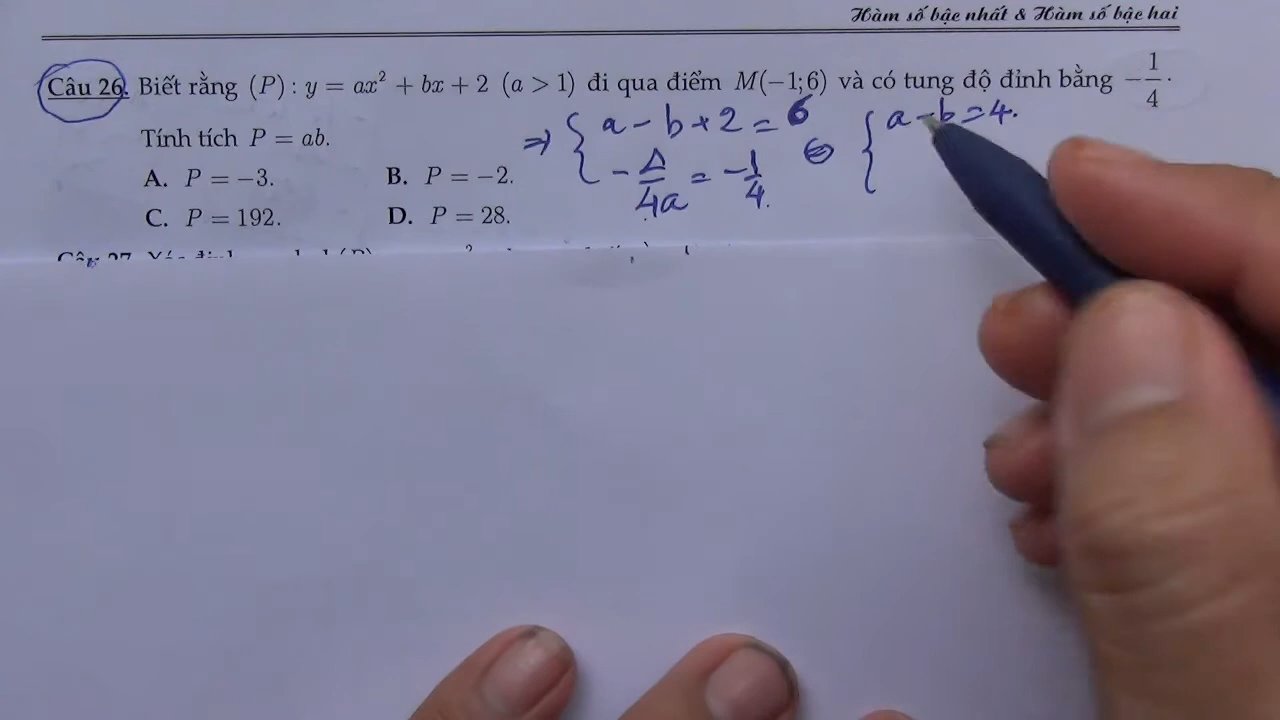 Hàm số bậc nhất & Hàm số bậc hai
Câu 26. Biết rằng (P) : y = ax² + bx + 2 (a > 1) đi qua điểm M(−1; 6) và có tung độ đỉnh bằng −1/4.
Tính tích P = ab.
A. P = −3. B. P = −2.
C. P = 192. D. P = 28.
⇒ { a − b + 2 = 6
− Δ/4a = −1/4.
⇔ { a − b = 4.